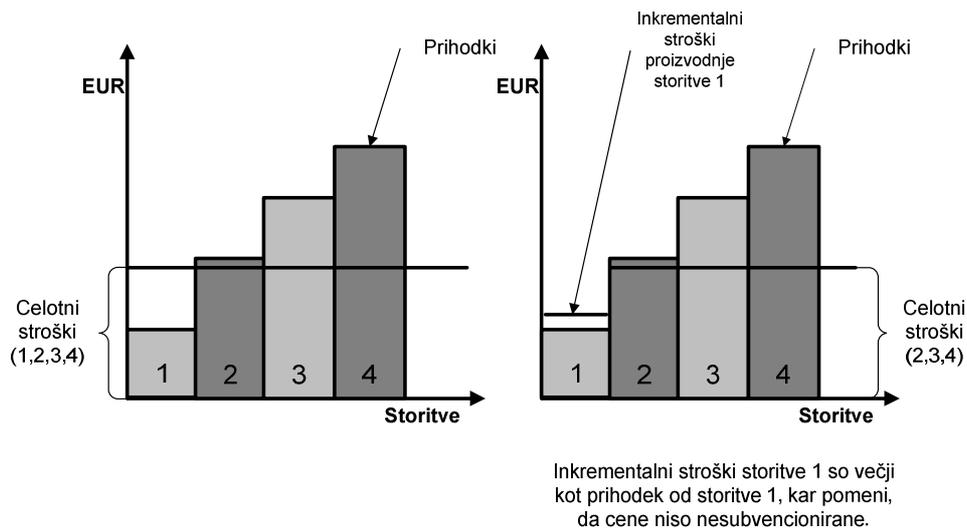 EUR
Prihodki
Celotni
stroški
(1,2,3,4)
1
2
3
4
Storitve
Inkrementalni
stroški
proizvodnje
storitve 1
EUR
Prihodki
Celotni
stroški
(2,3,4)
1
2
3
4
Storitve
Inkrementalni stroški storitve 1 so večji
kot prihodek od storitve 1, kar pomeni,
da cene niso nesubvencionirane.